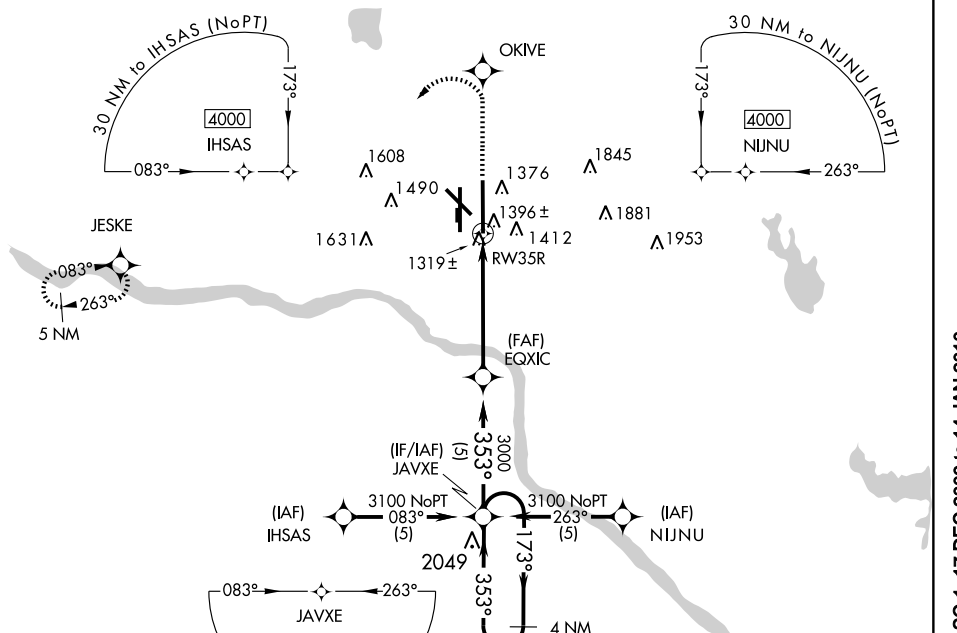 30 NM to IHSAS (NoPT)
173°
4000
IHSAS
083°
OKIVE
30 NM to NIJNU (NoPT)
173°
4000
NIJNU
263°
1608
1490
1631
1376
1396±
1412
1319±
RW35R
1845
1881
1953
JESKE
083°
263°
5 NM
(FAF)
EQXIC
3000
353°
(5)
(IF/IAF)
JAVXE
(IAF)
IHSAS
3100 NoPT
083°
(5)
3100 NoPT
263°
(5)
(IAF)
NIJNU
2049
173°
353°
4 NM
083°
263°
JAVXE